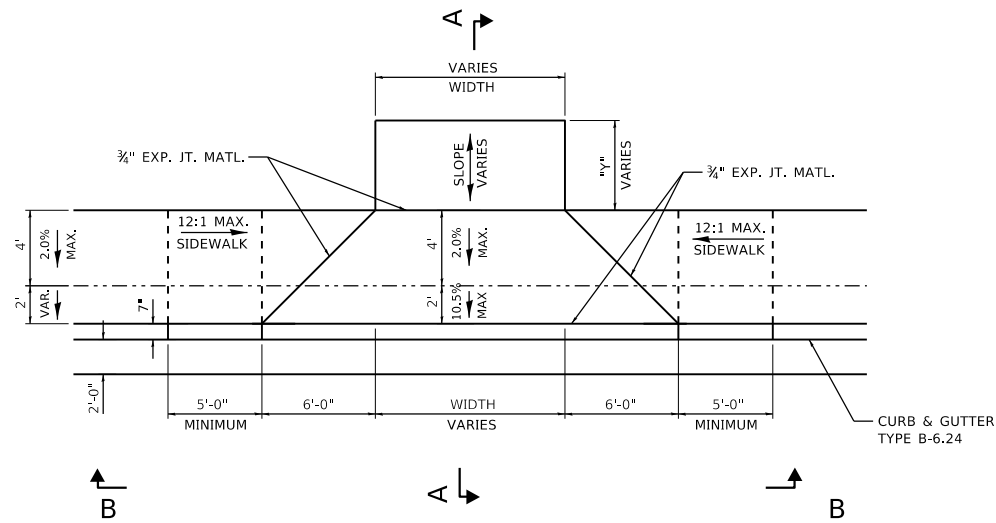 A
VARIES
WIDTH
¾" EXP. JT. MATL.
SLOPE
VARIES
"Y"
VARIES
¾" EXP. JT. MATL.
4'
2.0%
MAX.
12:1 MAX.
SIDEWALK
4'
2.0%
MAX.
12:1 MAX.
SIDEWALK
2'
VAR.
7"
2'
10.5%
MAX
2'-0"
5'-0"
MINIMUM
6'-0"
WIDTH
VARIES
6'-0"
5'-0"
MINIMUM
CURB & GUTTER
TYPE B-6.24
B
A
B